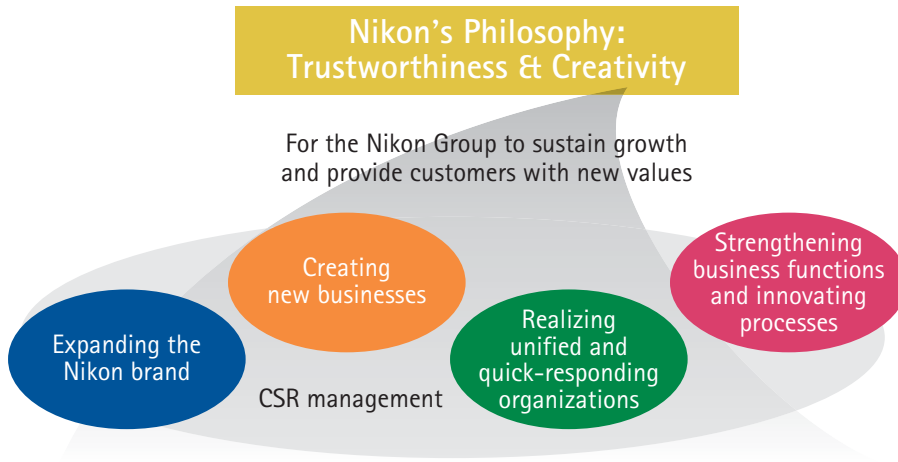 Nikon’s Philosophy:
Trustworthiness & Creativity
For the Nikon Group to sustain growth
and provide customers with new values
Creating
new businesses
Strengthening
business functions
and innovating
processes
Expanding the
Nikon brand
Realizing
unified and
quick-responding
organizations
CSR management